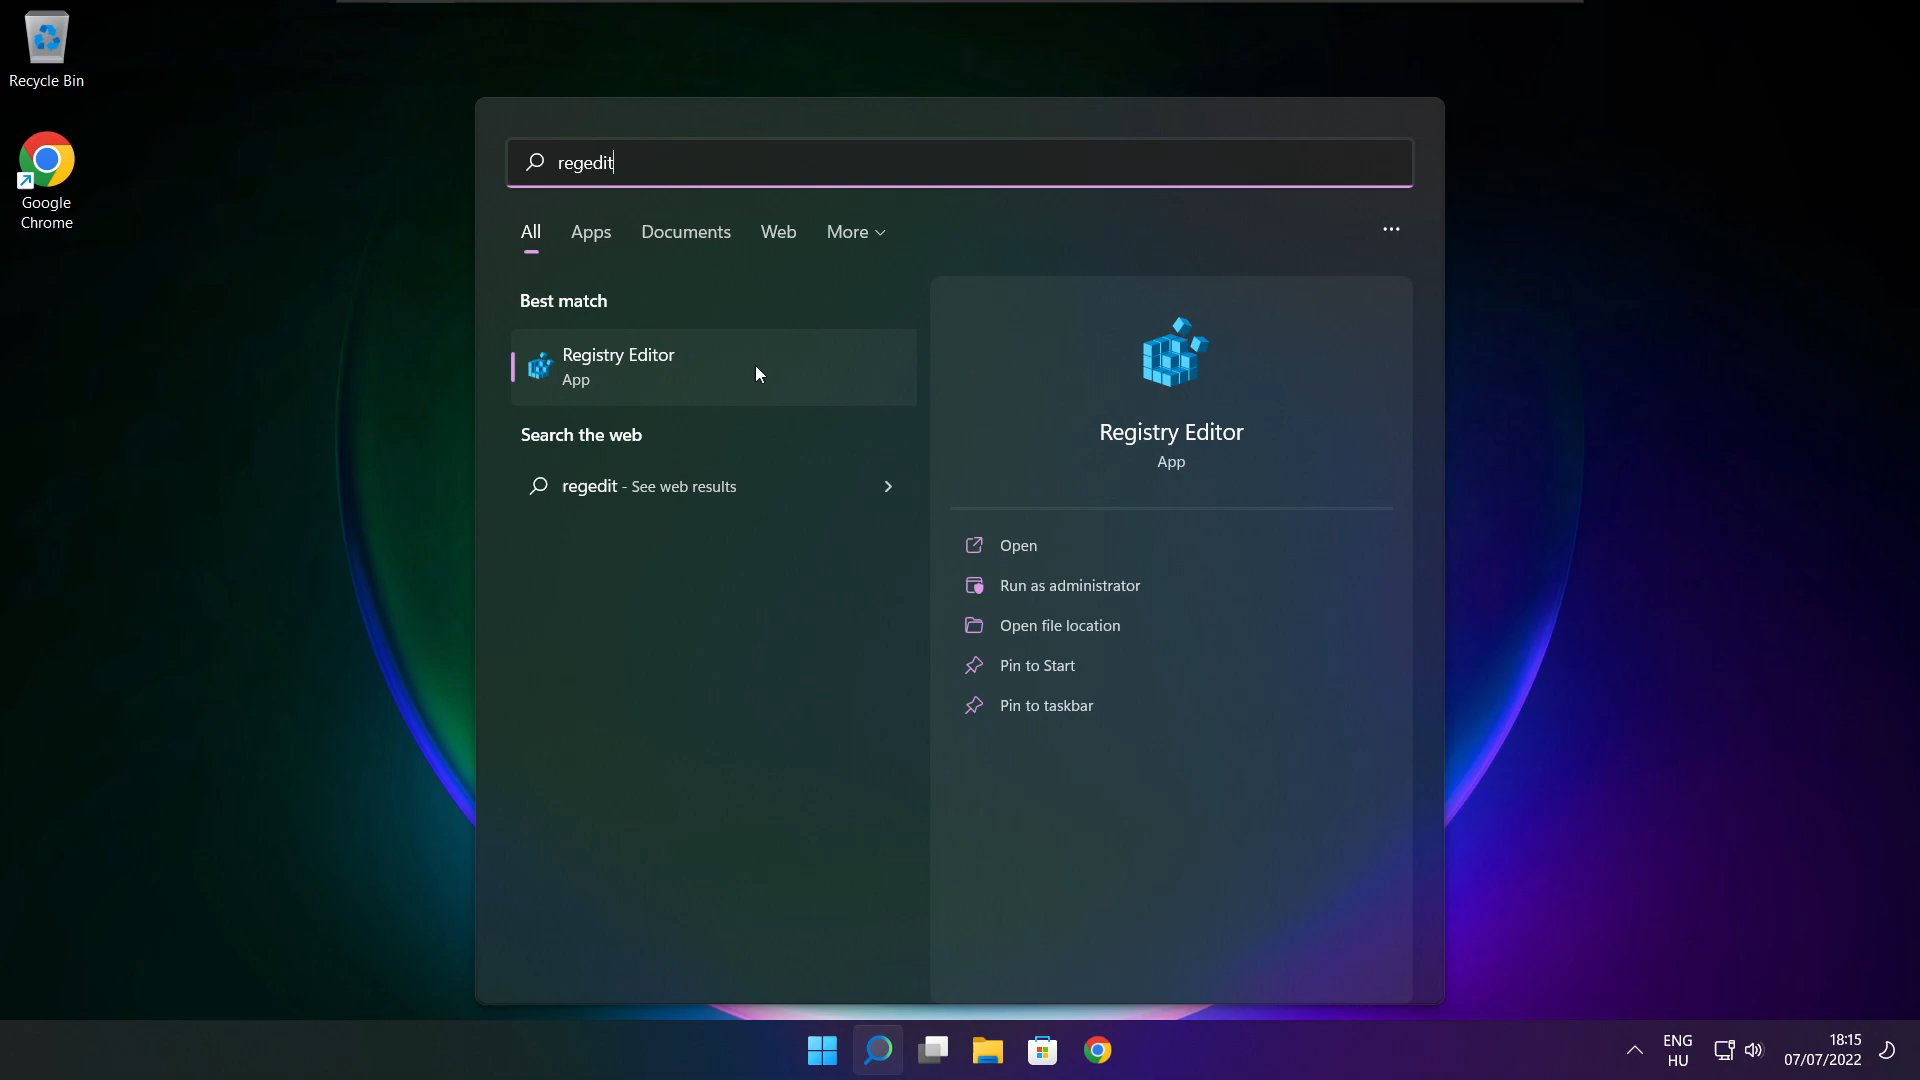 Recycle Bin
Google
Chrome
regedit
All Apps Documents Web More
Best match
Registry Editor
App
Search the web
regedit - See web results
Registry Editor
App
Open
Run as administrator
Open file location
Pin to Start
Pin to taskbar
ENG
HU
18:15
07/07/2022